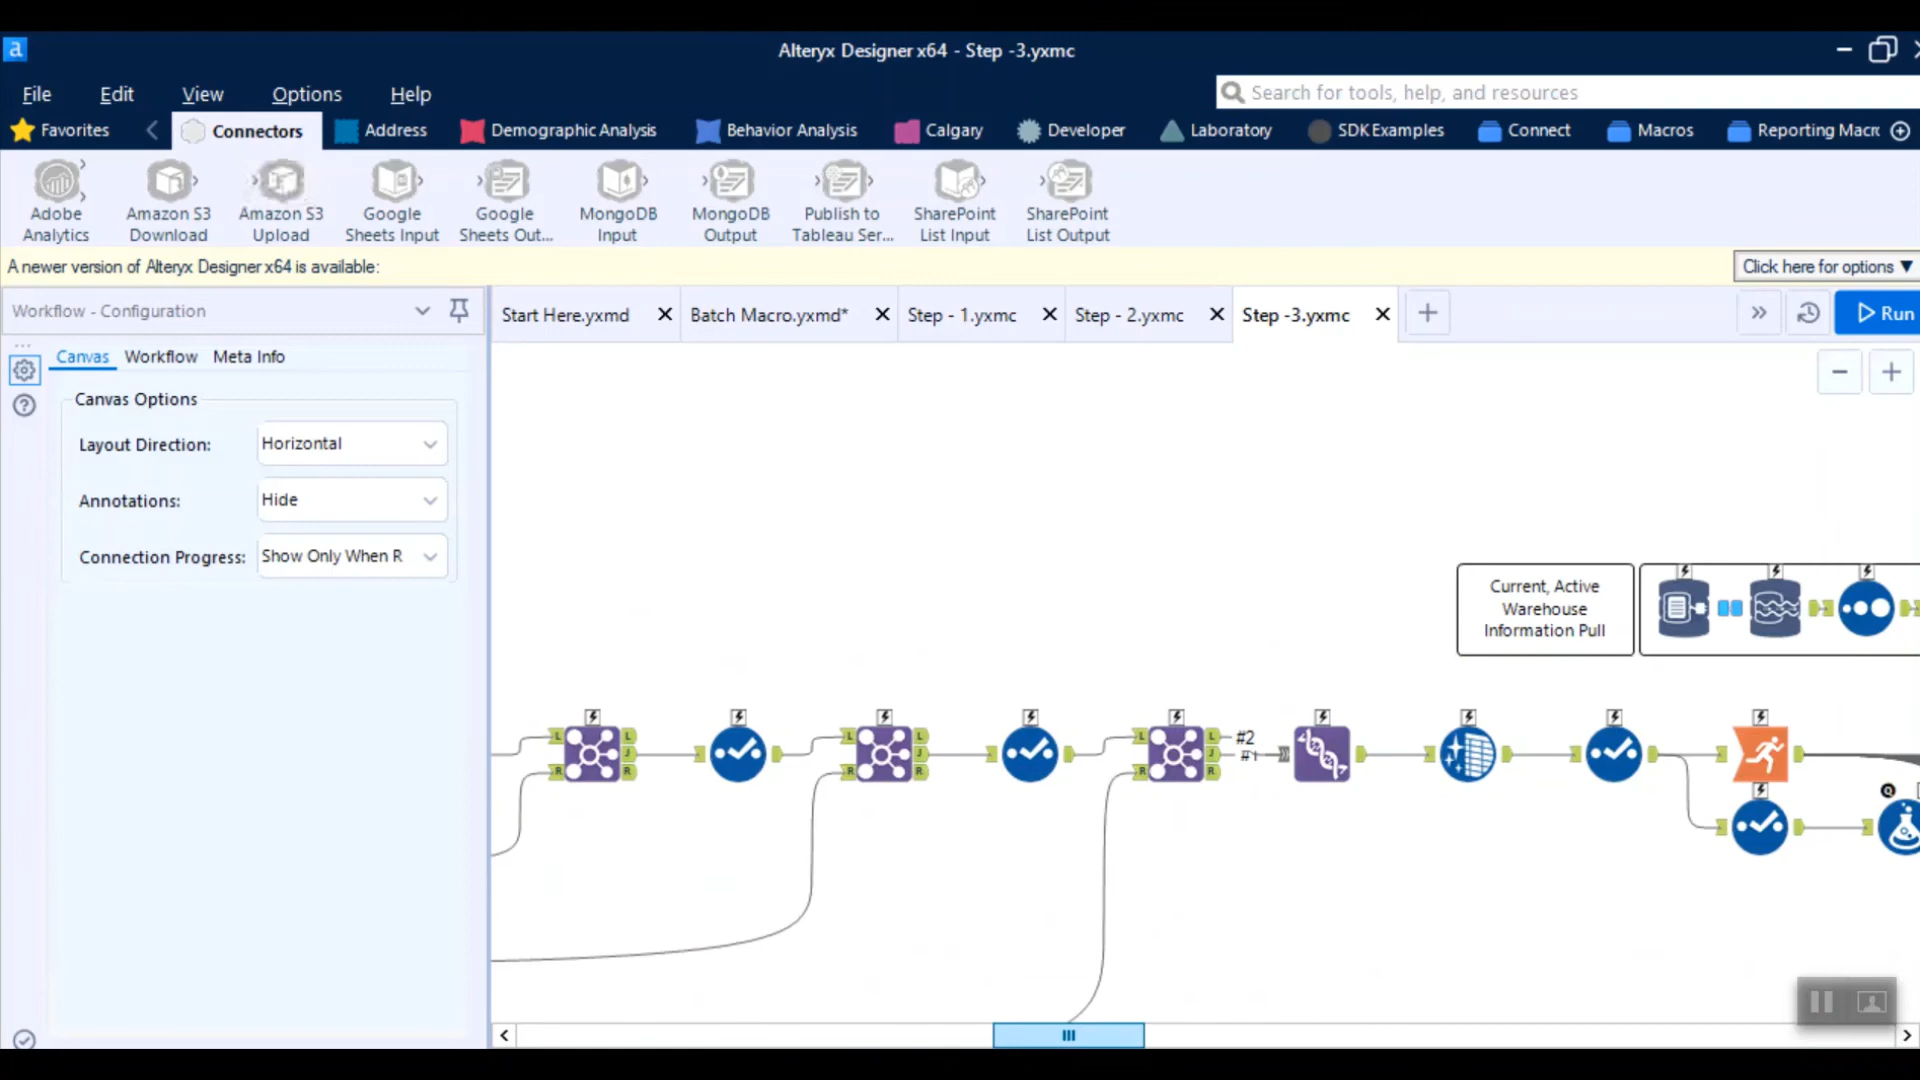 a
Alteryx Designer x64 - Step -3.yxmc
File Edit View Options Help
Search for tools, help, and resources
Favorites Connectors Address Demographic Analysis Behavior Analysis Calgary Developer Laboratory SDK Examples Connect Macros Reporting Macr
Adobe Analytics
Amazon S3 Download
Amazon S3 Upload
Google Sheets Input
Google Sheets Out...
MongoDB Input
MongoDB Output
Publish to Tableau Ser...
SharePoint List Input
SharePoint List Output
A newer version of Alteryx Designer x64 is available:
Click here for options ▼
Workflow - Configuration
Start Here.yxmd Batch Macro.yxmd* Step - 1.yxmc Step - 2.yxmc Step -3.yxmc
Run
Canvas Workflow Meta Info
Canvas Options
Layout Direction: Horizontal
Annotations: Hide
Connection Progress: Show Only When R
Current, Active
Warehouse
Information Pull
L L J R R
L L J R R
L L J R R
#2
#1
Q